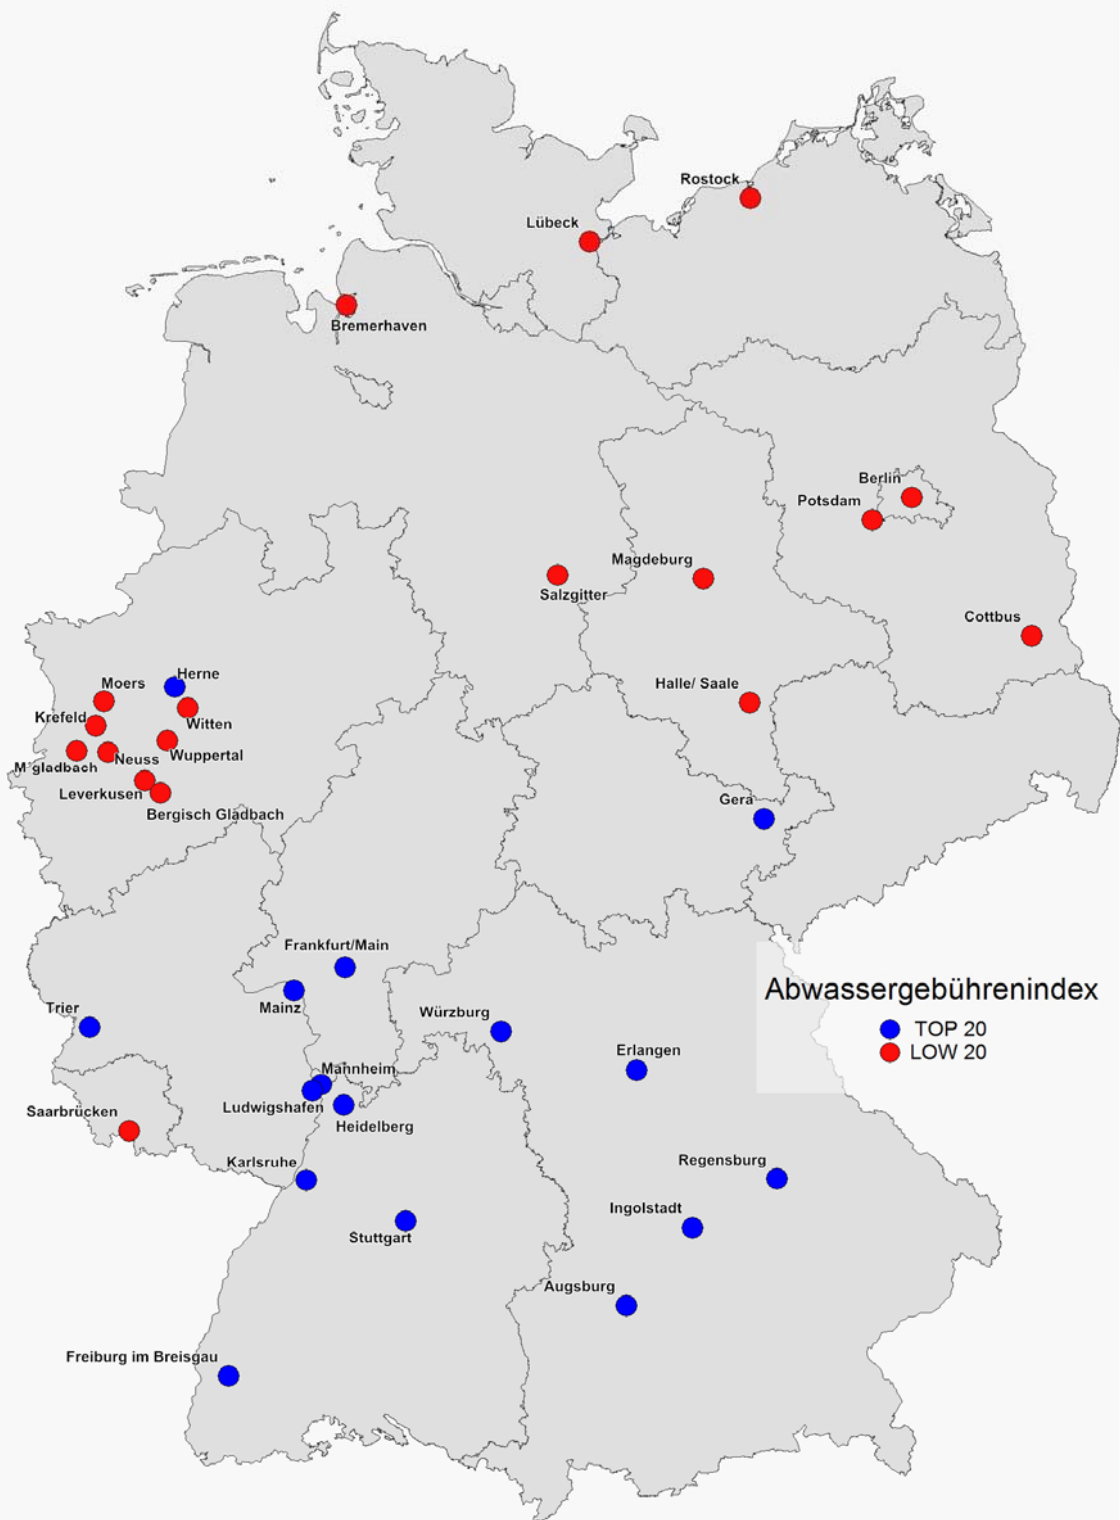 Rostock
Lübeck
Bremerhaven
Berlin
Potsdam
Magdeburg
Salzgitter
Cottbus
Herne
Moers
Halle/ Saale
Krefeld
Witten
Neuss
Wuppertal
M'gladbach
Leverkusen
Bergisch Gladbach
Gera
Frankfurt/Main
Mainz
Trier
Würzburg
Abwassergebührenindex
TOP 20
LOW 20
Erlangen
Mannheim
Ludwigshafen
Saarbrücken
Heidelberg
Karlsruhe
Regensburg
Ingolstadt
Stuttgart
Augsburg
Freiburg im Breisgau